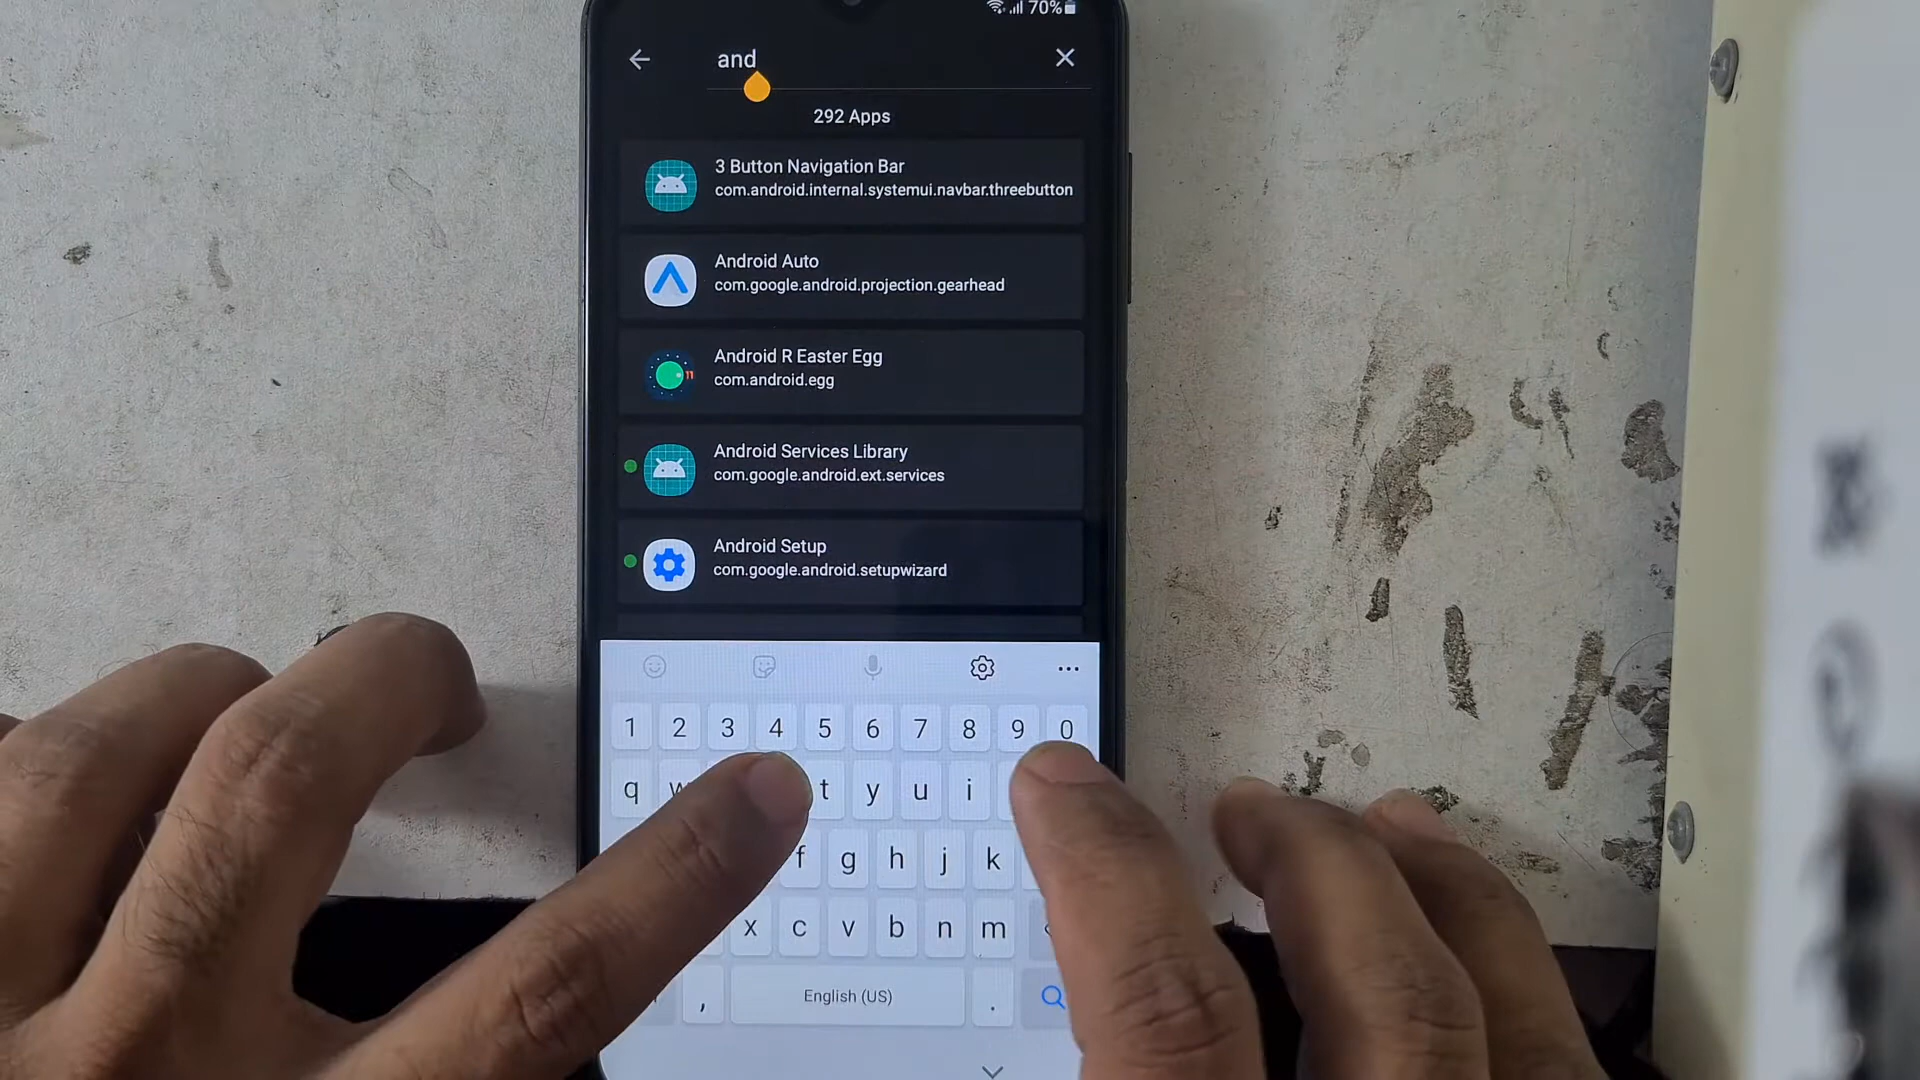 70%
and
292 Apps
3 Button Navigation Bar
com.android.internal.systemui.navbar.threebutton
Android Auto
com.google.android.projection.gearhead
11
Android R Easter Egg
com.android.egg
Android Services Library
com.google.android.ext.services
Android Setup
com.google.android.setupwizard
1 2 3 4 5 6 7 8 9 0
q w t y u i
f g h j k
x c v b n m
, English (US) .